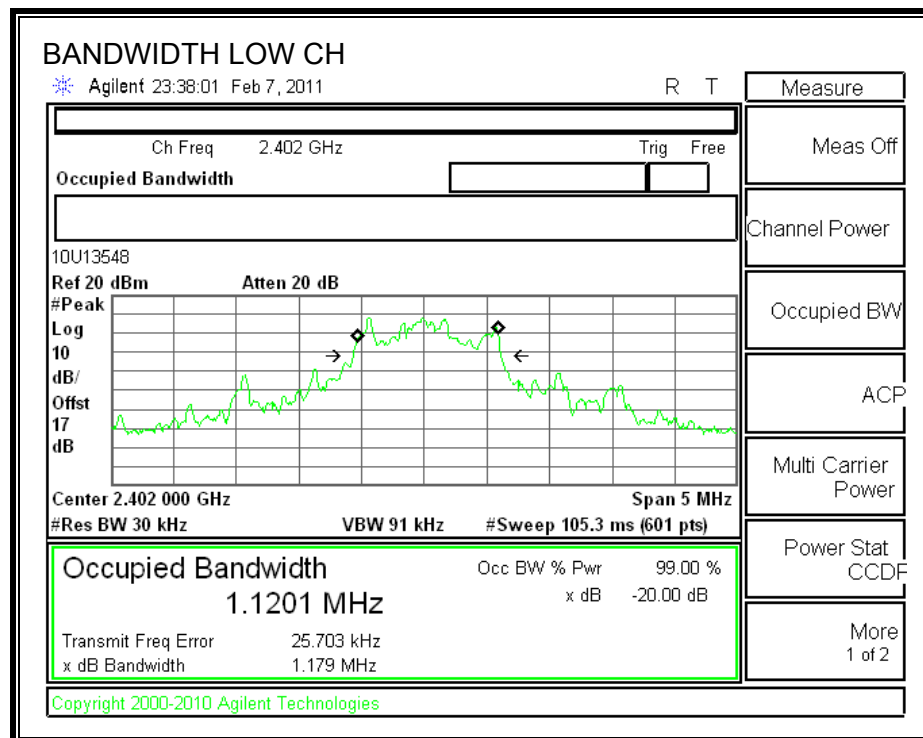 BANDWIDTH LOW CH
Agilent 23:38:01 Feb 7, 2011 R T
Measure
Ch Freq 2.402 GHz Trig Free
Meas Off
Occupied Bandwidth
Channel Power
10U13548
Ref 20 dBm Atten 20 dB
#Peak
Log
10
dB/
Offst
17
dB
Occupied BW
ACP
Center 2.402 000 GHz Span 5 MHz
#Res BW 30 kHz VBW 91 kHz #Sweep 105.3 ms (601 pts)
Multi Carrier
Power
Occupied Bandwidth Occ BW % Pwr 99.00 %
1.1201 MHz x dB -20.00 dB
Power Stat
CCDF
Transmit Freq Error 25.703 kHz
x dB Bandwidth 1.179 MHz
More
1 of 2
Copyright 2000-2010 Agilent Technologies